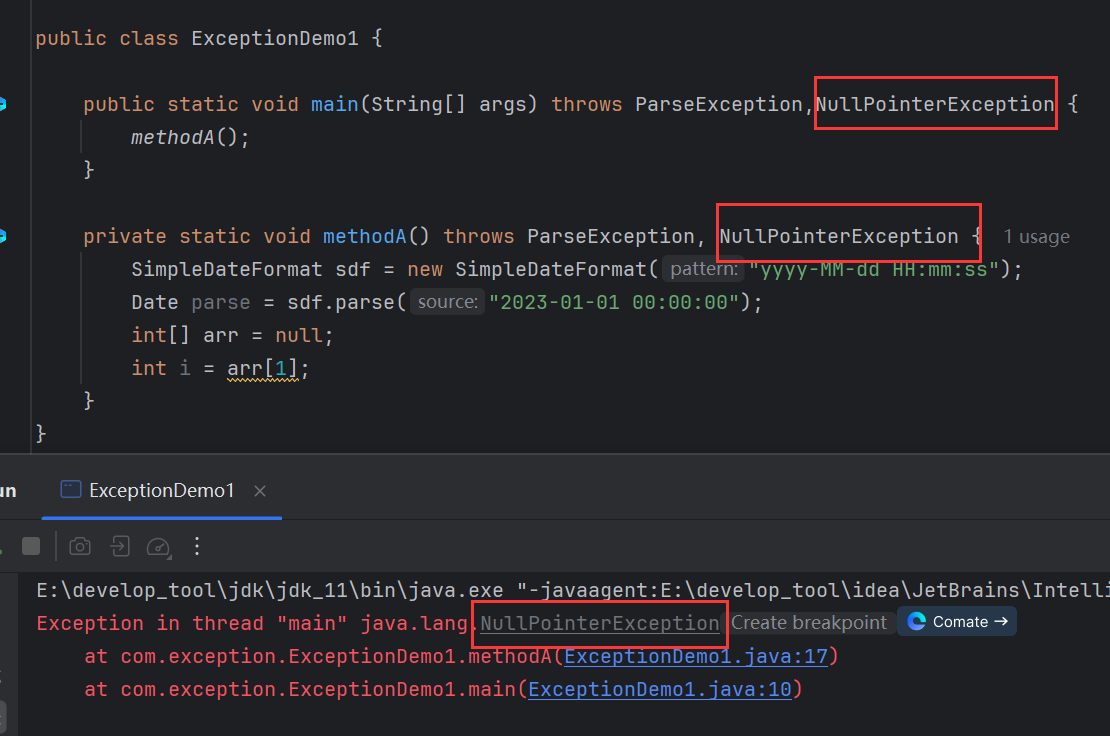 public class ExceptionDemo1 {
public static void main(String[] args) throws ParseException,NullPointerException {
methodA();
}
private static void methodA() throws ParseException, NullPointerException { 1 usage
SimpleDateFormat sdf = new SimpleDateFormat( pattern: "yyyy-MM-dd HH:mm:ss");
Date parse = sdf.parse( source: "2023-01-01 00:00:00");
int[] arr = null;
int i = arr[1];
}
}
un ExceptionDemo1 ×
E:\develop_tool\jdk\jdk_11\bin\java.exe "-javaagent:E:\develop_tool\idea\JetBrains\Intelli
Exception in thread "main" java.lang.NullPointerException Create breakpoint Comate →
at com.exception.ExceptionDemo1.methodA(ExceptionDemo1.java:17)
at com.exception.ExceptionDemo1.main(ExceptionDemo1.java:10)